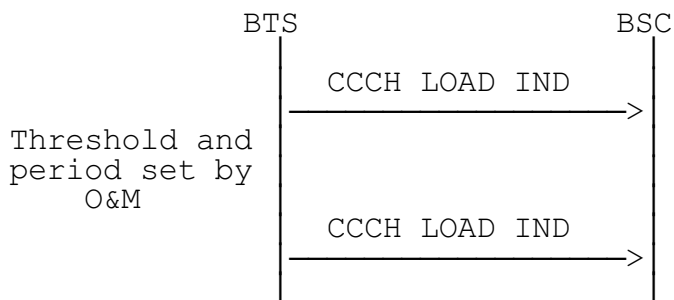 BTS BSC
CCCH LOAD IND
Threshold and
period set by
O&M
CCCH LOAD IND